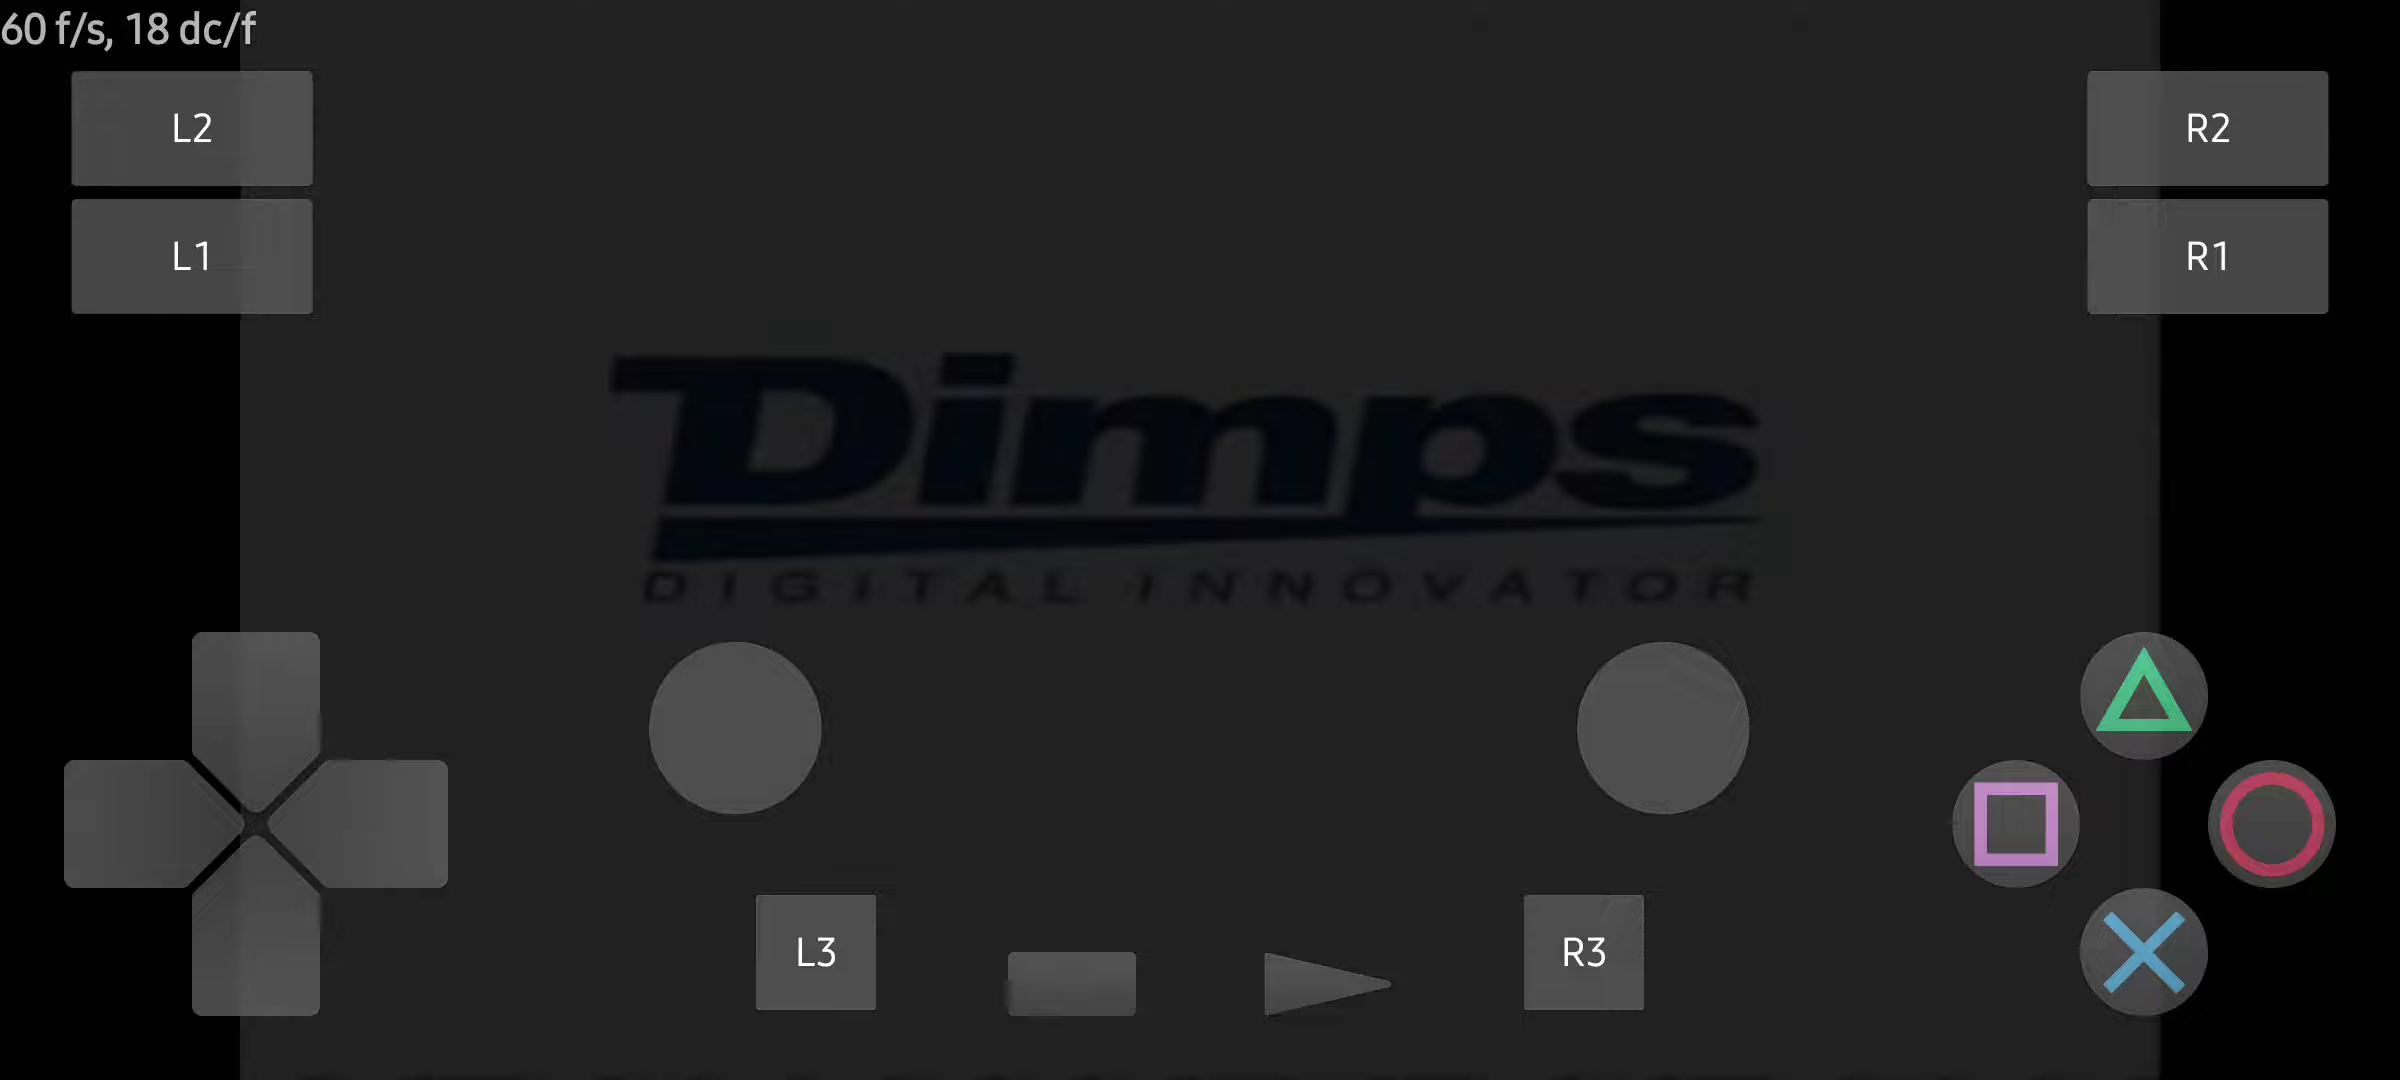 60 f/s, 18 dc/f
L2
R2
L1
R1
Dimps
DIGITAL INNOVATOR
L3
R3